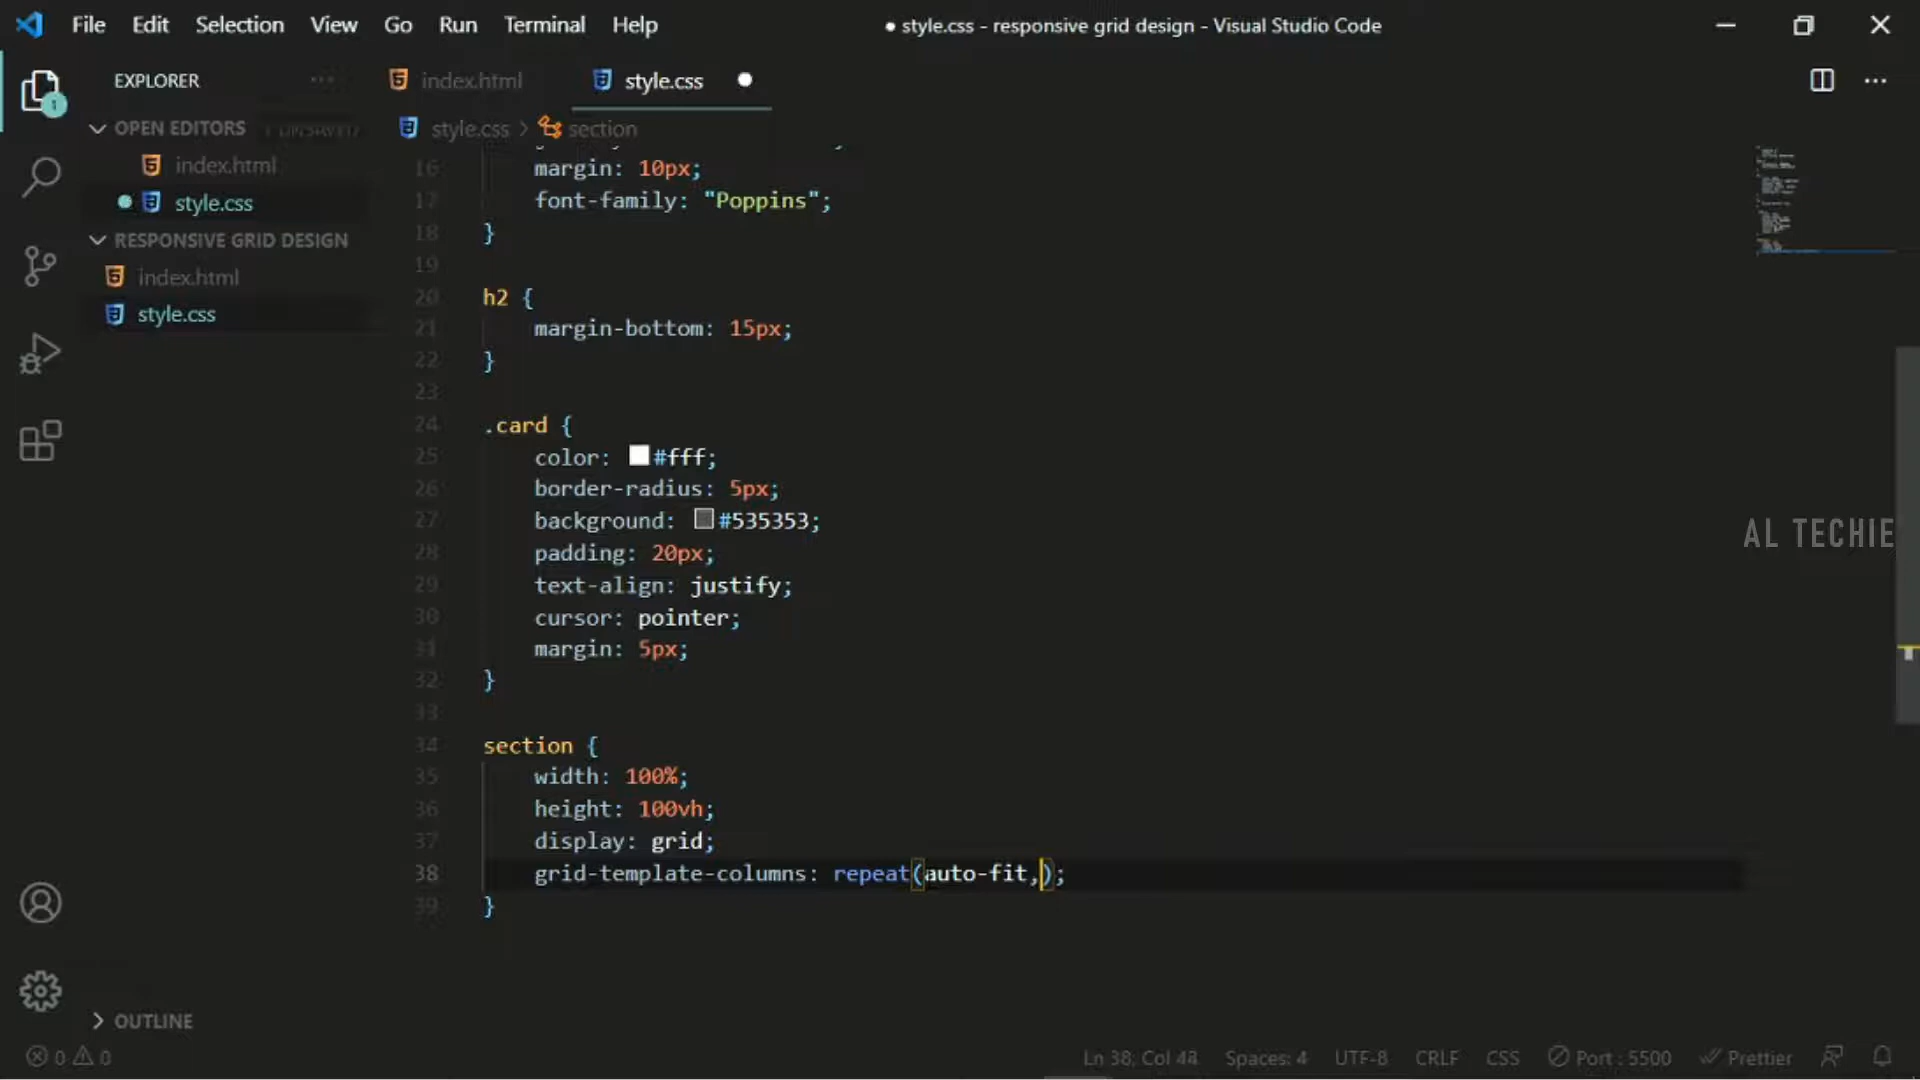 File Edit Selection View Go Run Terminal Help
● style.css - responsive grid design - Visual Studio Code
EXPLORER
index.html
style.css
OPEN EDITORS
1 UNSAVED
style.css > section
index.html
style.css
RESPONSIVE GRID DESIGN
index.html
style.css
16 margin: 10px;
17 font-family: "Poppins";
18 }
19
20 h2 {
21 margin-bottom: 15px;
22 }
23
24 .card {
25 color: #fff;
26 border-radius: 5px;
27 background: #535353;
28 padding: 20px;
29 text-align: justify;
30 cursor: pointer;
31 margin: 5px;
32 }
33
34 section {
35 width: 100%;
36 height: 100vh;
37 display: grid;
38 grid-template-columns: repeat(auto-fit,);
39 }
AL TECHIE
OUTLINE
0 0
Ln 38, Col 48 Spaces: 4 UTF-8 CRLF CSS Port : 5500 Prettier